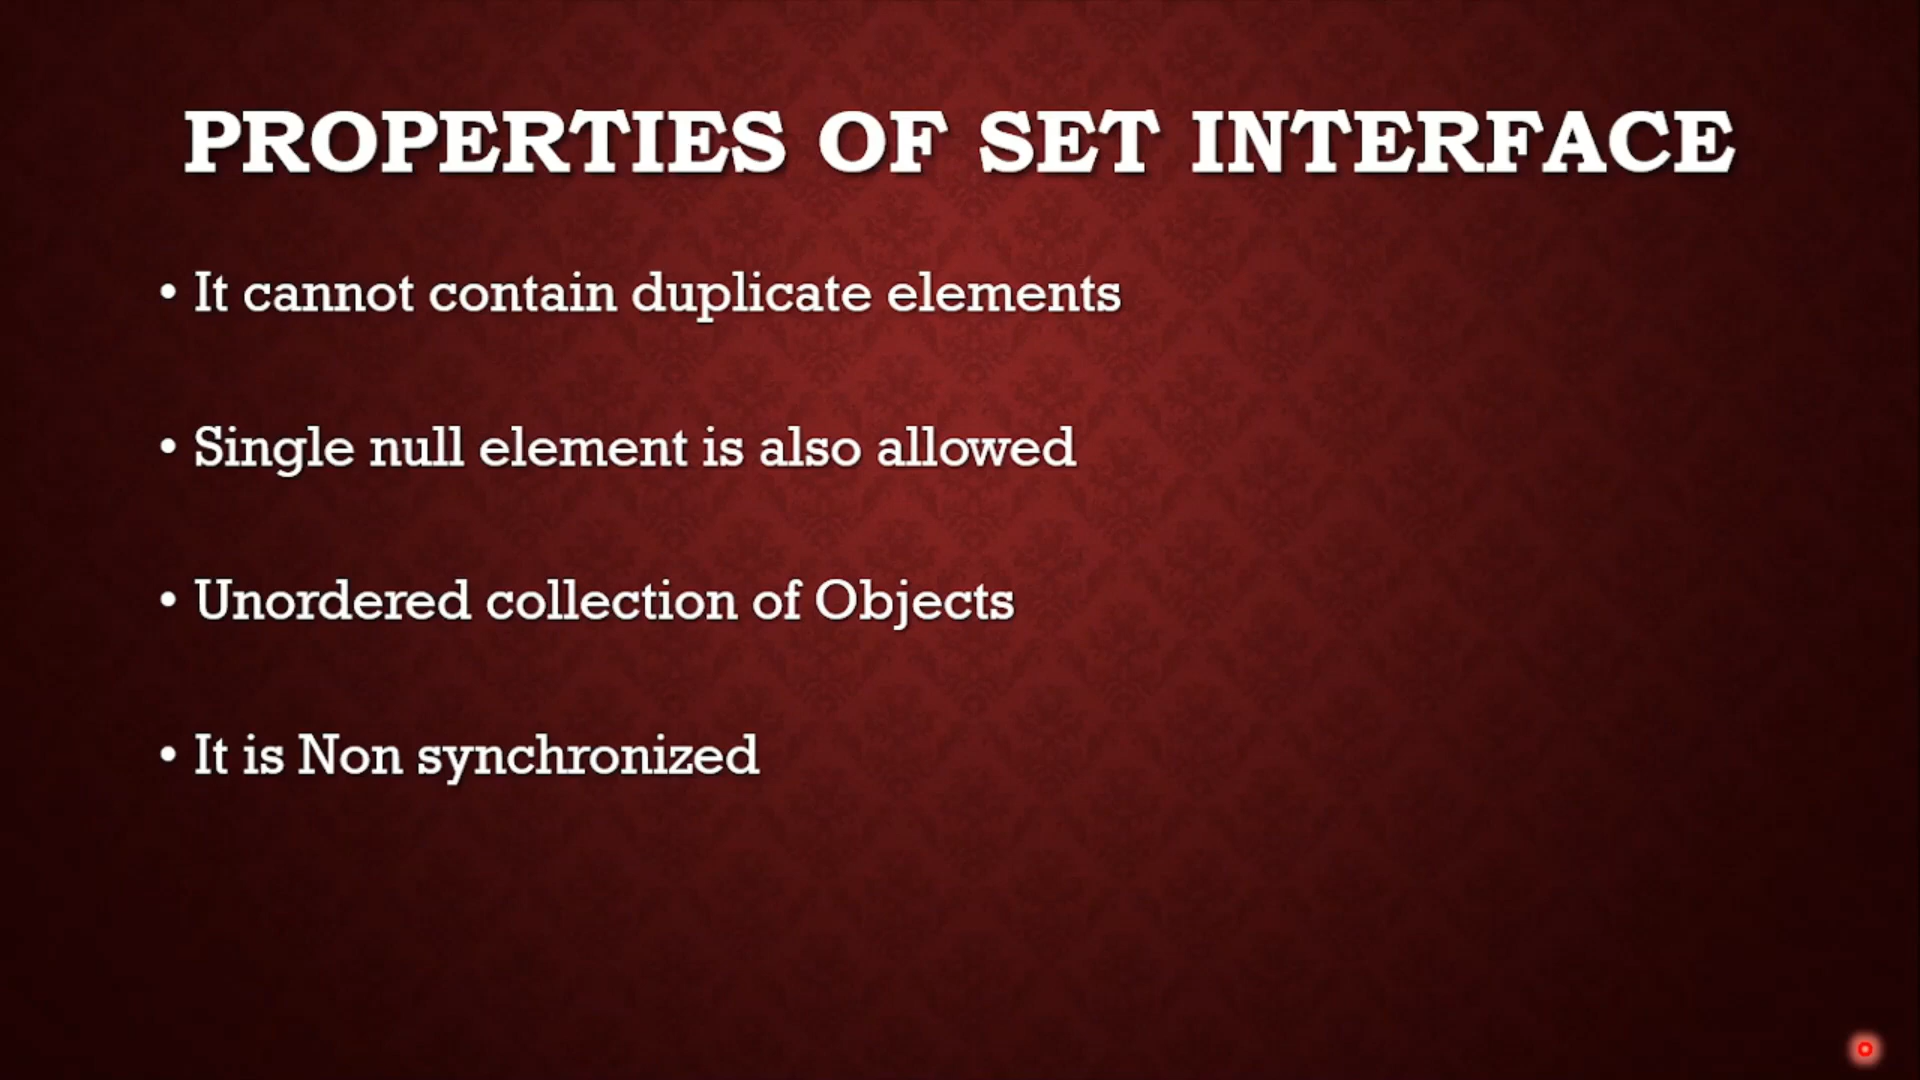 PROPERTIES OF SET INTERFACE
• It cannot contain duplicate elements
• Single null element is also allowed
• Unordered collection of Objects
• It is Non synchronized